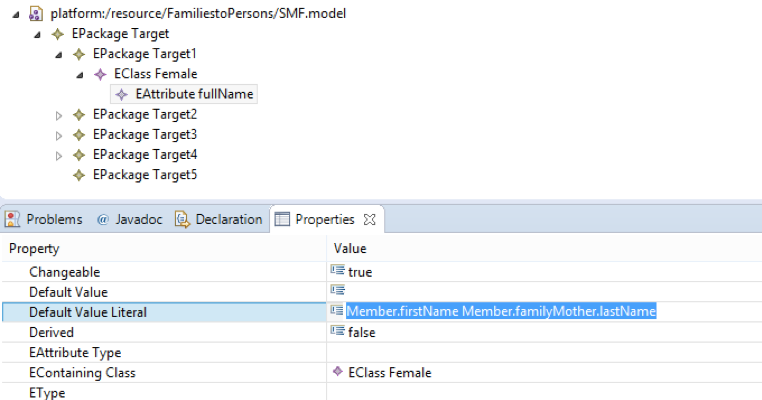 platform:/resource/FamiliestoPersons/SMF.model
EPackage Target
EPackage Target1
EClass Female
EAttribute fullName
EPackage Target2
EPackage Target3
EPackage Target4
EPackage Target5
Problems @ Javadoc Declaration Properties
Property Value
Changeable true
Default Value
Default Value Literal Member.firstName Member.familyMother.lastName
Derived false
EAttribute Type
EContaining Class EClass Female
EType